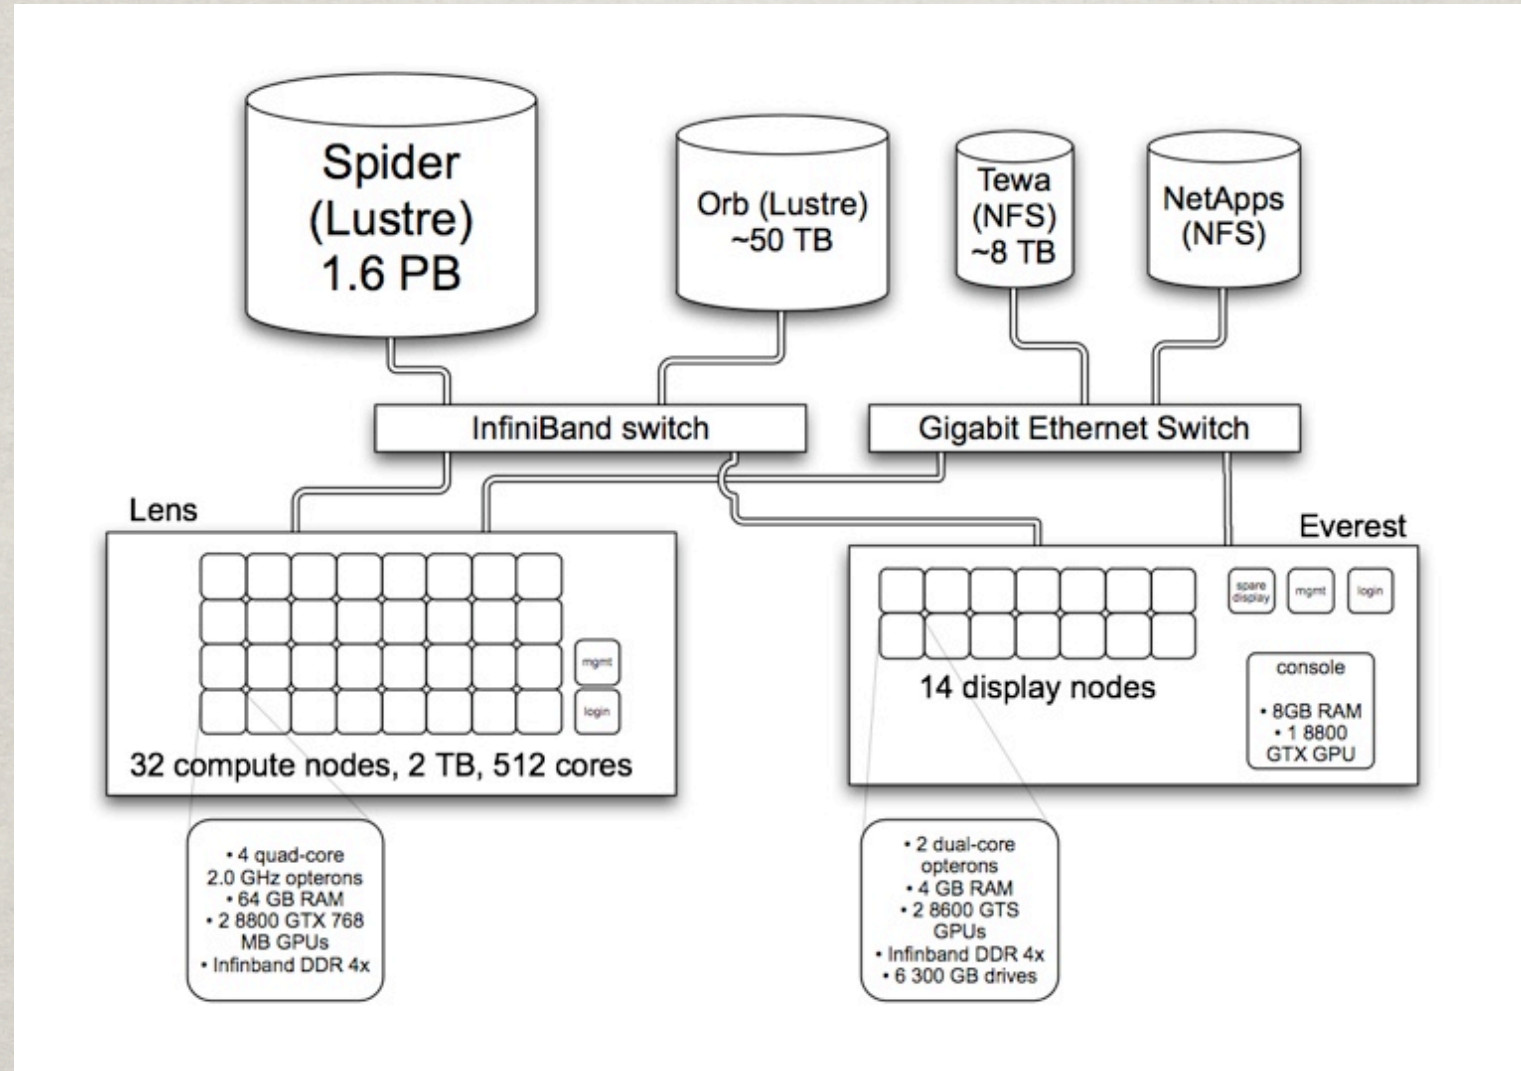 Spider
(Lustre)
1.6 PB
Orb (Lustre)
~50 TB
Tewa
(NFS)
~8 TB
NetApps
(NFS)
InfiniBand switch
Gigabit Ethernet Switch
Lens
Everest
mgmt
login
32 compute nodes, 2 TB, 512 cores
spare
display
mgmt
login
14 display nodes
console
• 8GB RAM
• 1 8800
GTX GPU
• 4 quad-core
2.0 GHz opterons
• 64 GB RAM
• 2 8800 GTX 768
MB GPUs
• Infinband DDR 4x
• 2 dual-core
opterons
• 4 GB RAM
• 2 8600 GTS
GPUs
• Infinband DDR 4x
• 6 300 GB drives